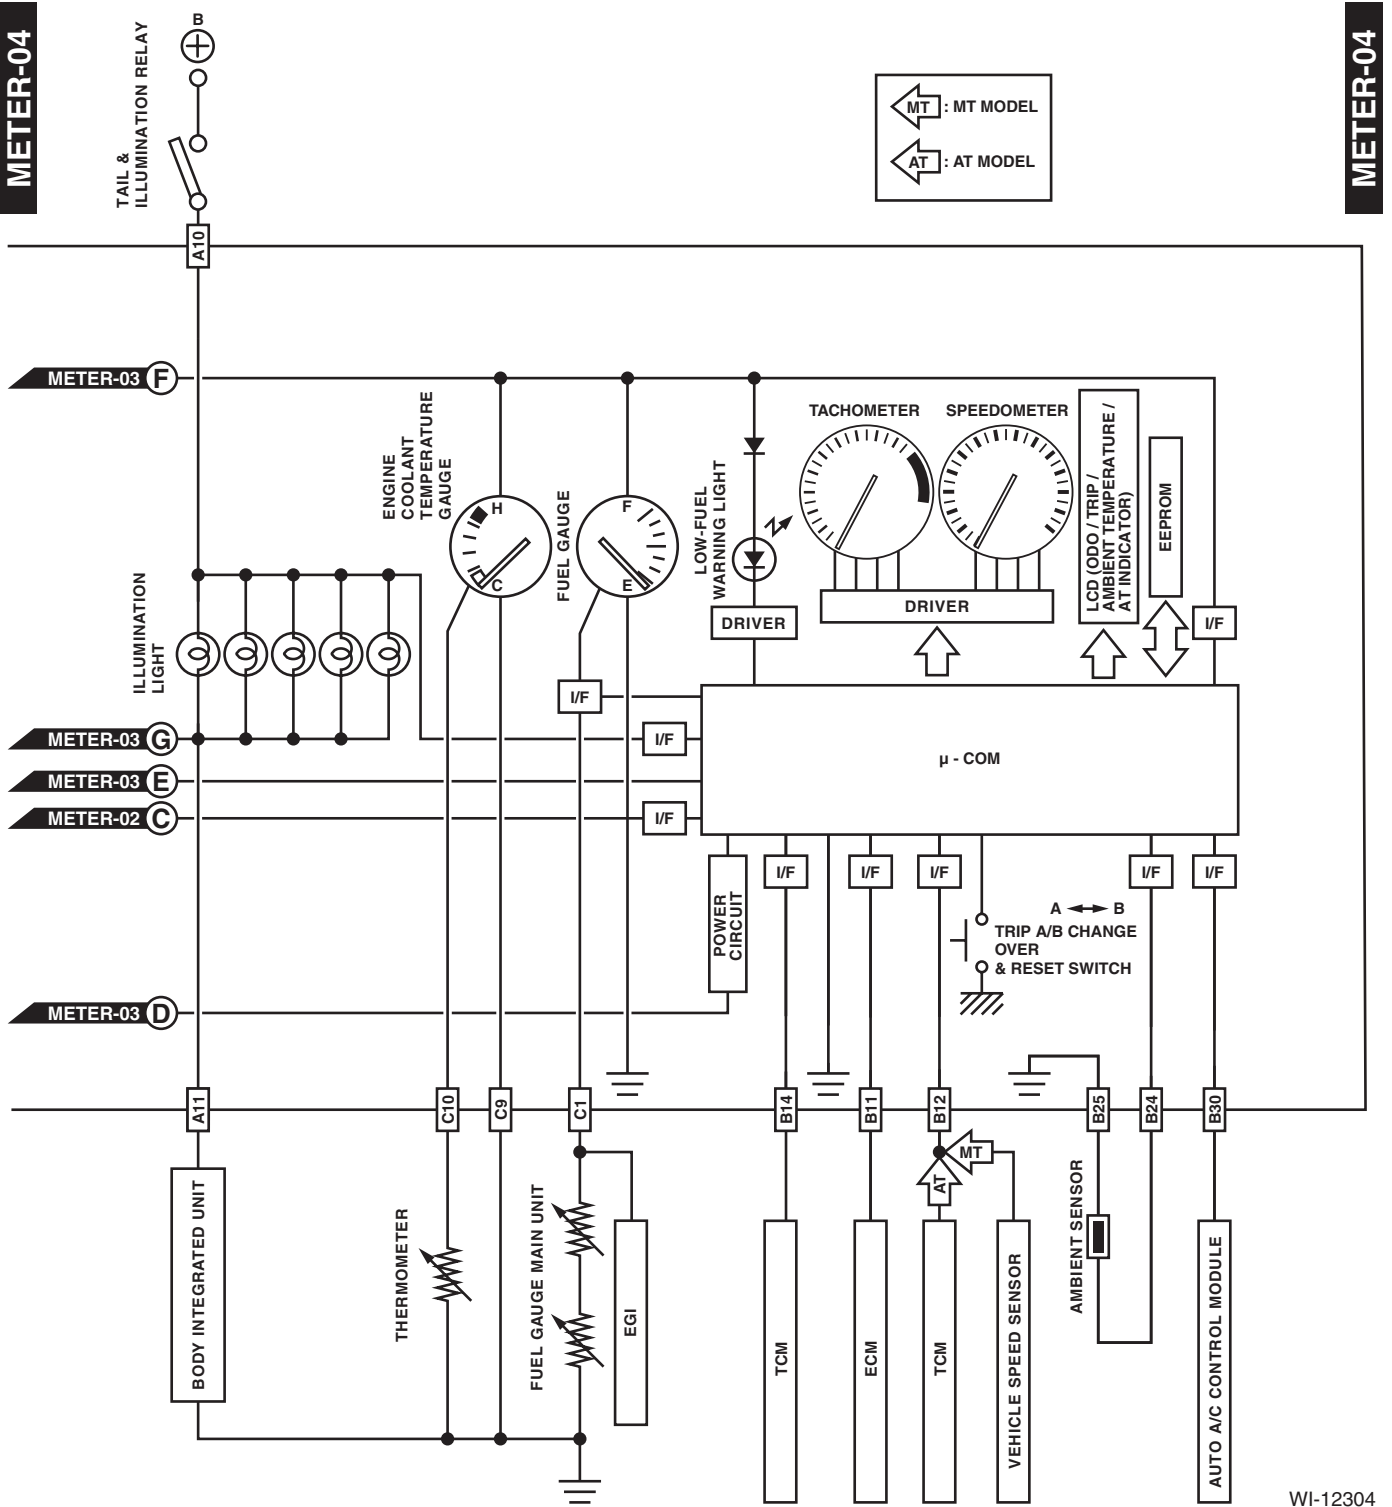 METER-04
METER-04
B
TAIL &
ILLUMINATION RELAY
MT : MT MODEL
AT : AT MODEL
A10
METER-03 F
ENGINE
COOLANT
TEMPERATURE
GAUGE
H
C
FUEL GAUGE
F
E
LOW-FUEL
WARNING LIGHT
DRIVER
TACHOMETER
SPEEDOMETER
DRIVER
LCD (ODO / TRIP /
AMBIENT TEMPERATURE /
AT INDICATOR)
EEPROM
I/F
ILLUMINATION
LIGHT
I/F
METER-03 G
I/F
METER-03 E
METER-02 C
I/F
µ - COM
POWER
CIRCUIT
I/F
I/F
I/F
I/F
I/F
A B
TRIP A/B CHANGE
OVER
& RESET SWITCH
METER-03 D
A11
C10
C9
C1
B14
B11
B12
B25
B24
B30
MT
AT
BODY INTEGRATED UNIT
THERMOMETER
FUEL GAUGE MAIN UNIT
EGI
TCM
ECM
TCM
VEHICLE SPEED SENSOR
AMBIENT SENSOR
AUTO A/C CONTROL MODULE
WI-12304